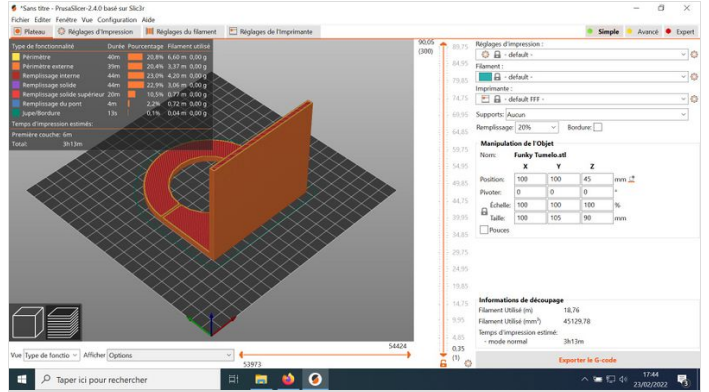 *Sans titre - PrusaSlicer-2.4.0 basé sur Slic3r
Fichier Editer Fenêtre Vue Configuration Aide
Plateau Réglages d'Impression Réglages du filament Réglages de l'Imprimante Simple Avancé Expert
Type de fonctionnalité Durée Pourcentage Filament utilisé
Périmètre 40m 20,8% 6,60 m 0,00 g
Périmètre externe 39m 20,4% 3,37 m 0,00 g
Remplissage interne 44m 23,0% 4,20 m 0,00 g
Remplissage solide 44m 22,9% 3,06 m 0,00 g
Remplissage solide supérieur 20m 10,5% 0,77 m 0,00 g
Remplissage du pont 4m 2,2% 0,72 m 0,00 g
Jupe/Bordure 13s 0,1% 0,04 m 0,00 g
Temps d'impression estimés:
Première couche: 6m
Total: 3h13m
90,05
(300)
89,75
84,75
79,85
74,75
69,95
64,85
59,75
54,95
49,85
44,75
39,95
34,85
29,75
24,95
19,85
14,75
9,95
4,85
0,35
(1)
Réglages d'impression :
- default -
Filament :
- default -
Imprimante :
- default FFF -
Supports: Aucun
Remplissage: 20% Bordure:
Manipulation de l'Objet
Nom: Funky Tumelo.stl
X Y Z
Position: 100 100 45 mm
Pivoter: 0 0 0 °
Échelle: 100 100 100 %
Taille: 100 105 90 mm
Pouces
Informations de découpage
Filament Utilisé (m) 18,76
Filament Utilisé (mm³) 45129,78
Temps d'impression estimé:
- mode normal 3h13m
Exporter le G-code
Vue Type de fonctio Afficher Options
54424
53973
Taper ici pour rechercher
17:44
23/02/2022